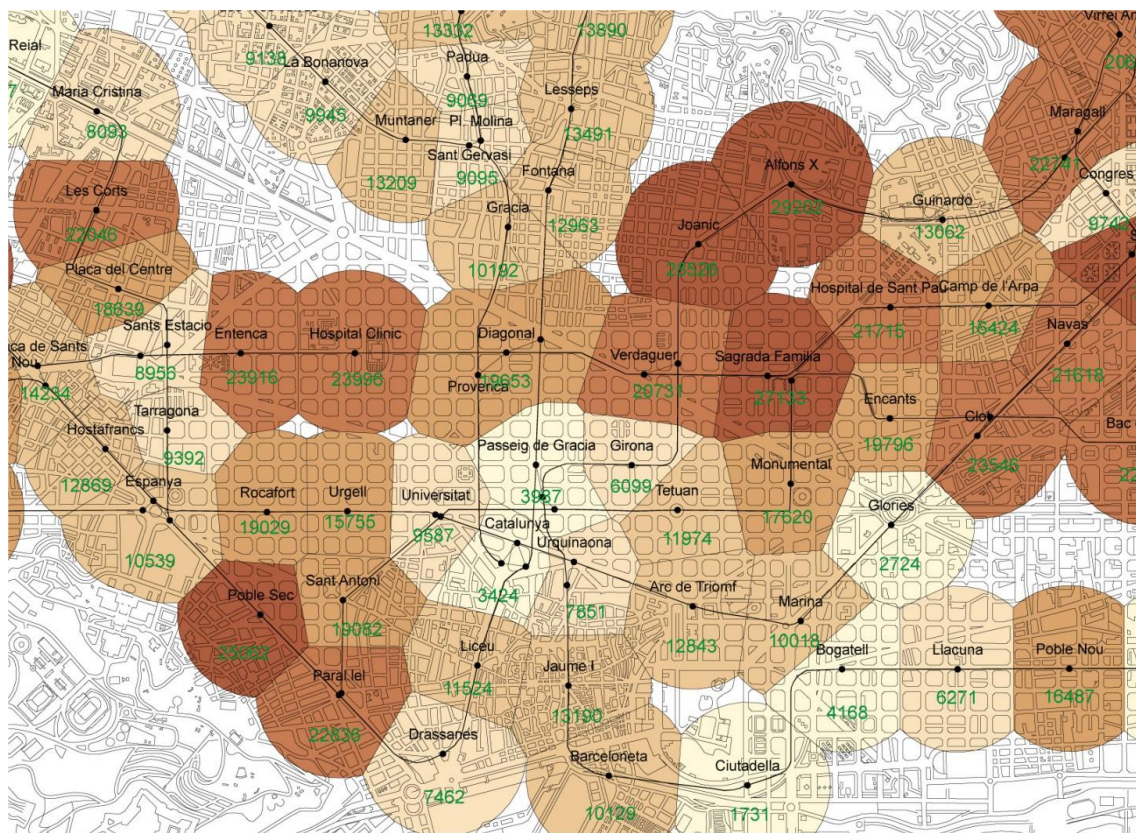 13332
13890
Virrei
Reial
9138
La Bonanova
Padua
Maria Cristina
9945
9069
Lesseps
Maragall
8093
Muntaner
Pl. Molina
13491
Sant Gervasi
22741
13209
9095
Fontana
Alfons X
Les Corts
29202
Guinardo
Congres
22046
Gracia
12963
Joanic
13062
9742
10192
28326
Placa del Centre
18639
Hospital de Sant Pau
Camp de l'Arpa
21715
16424
Sants Estacio
Entenca
Hospital Clinic
Diagonal
Verdaguer
Sagrada Familia
Navas
8956
23916
23996
19653
20731
27133
21618
14234
Provenca
Tarragona
Encants
Hostafrancs
9392
19796
Clot
Bac
Passeig de Gracia
Girona
23546
12869
6099
Monumental
Espanya
Rocafort
Urgell
Universitat
3987
Tetuan
17620
Glories
19029
15755
9587
Catalunya
11974
10539
Urquinaona
2724
3424
7851
Sant Antoni
Arc de Triomf
Poble Sec
Marina
19082
12843
10018
Liceu
Bogatell
Llacuna
Poble Nou
Paral lel
11524
Jaume I
4168
6271
16487
22836
13190
Drassanes
Barceloneta
Ciutadella
7462
10129
1731